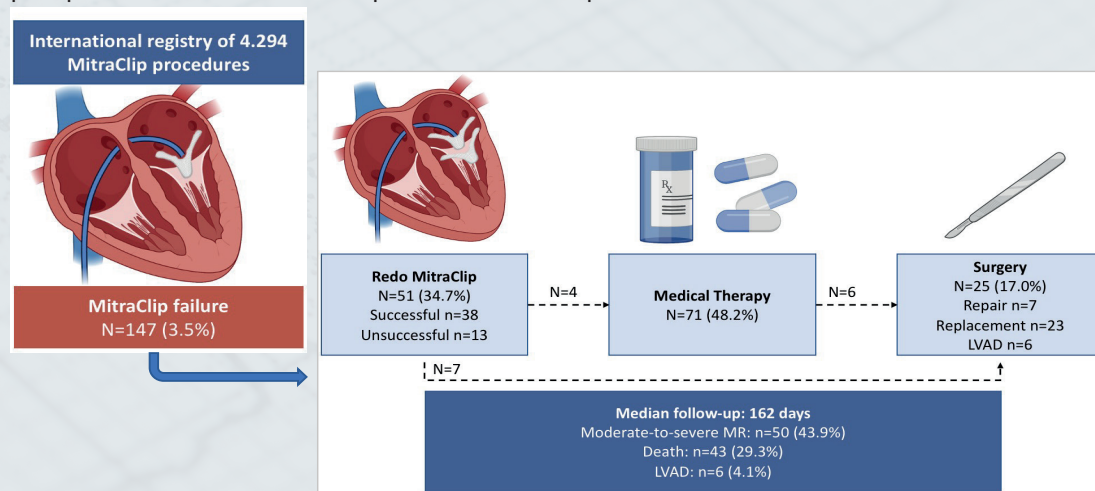 International registry of 4.294
MitraClip procedures
MitraClip failure
N=147 (3.5%)
Redo MitraClip
N=51 (34.7%)
Successful n=38
Unsuccessful n=13
N=4
Rx
Medical Therapy
N=71 (48.2%)
N=6
Surgery
N=25 (17.0%)
Repair n=7
Replacement n=23
LVAD n=6
N=7
Median follow-up: 162 days
Moderate-to-severe MR: n=50 (43.9%)
Death: n=43 (29.3%)
LVAD: n=6 (4.1%)